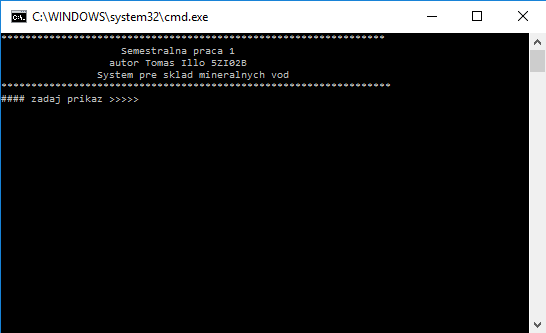 C:\WINDOWS\system32\cmd.exe
****************************************************************
Semestralna praca 1
autor Tomas Illo 5ZI02B
System pre sklad mineralnych vod
*****************************************************************
#### zadaj prikaz >>>>>